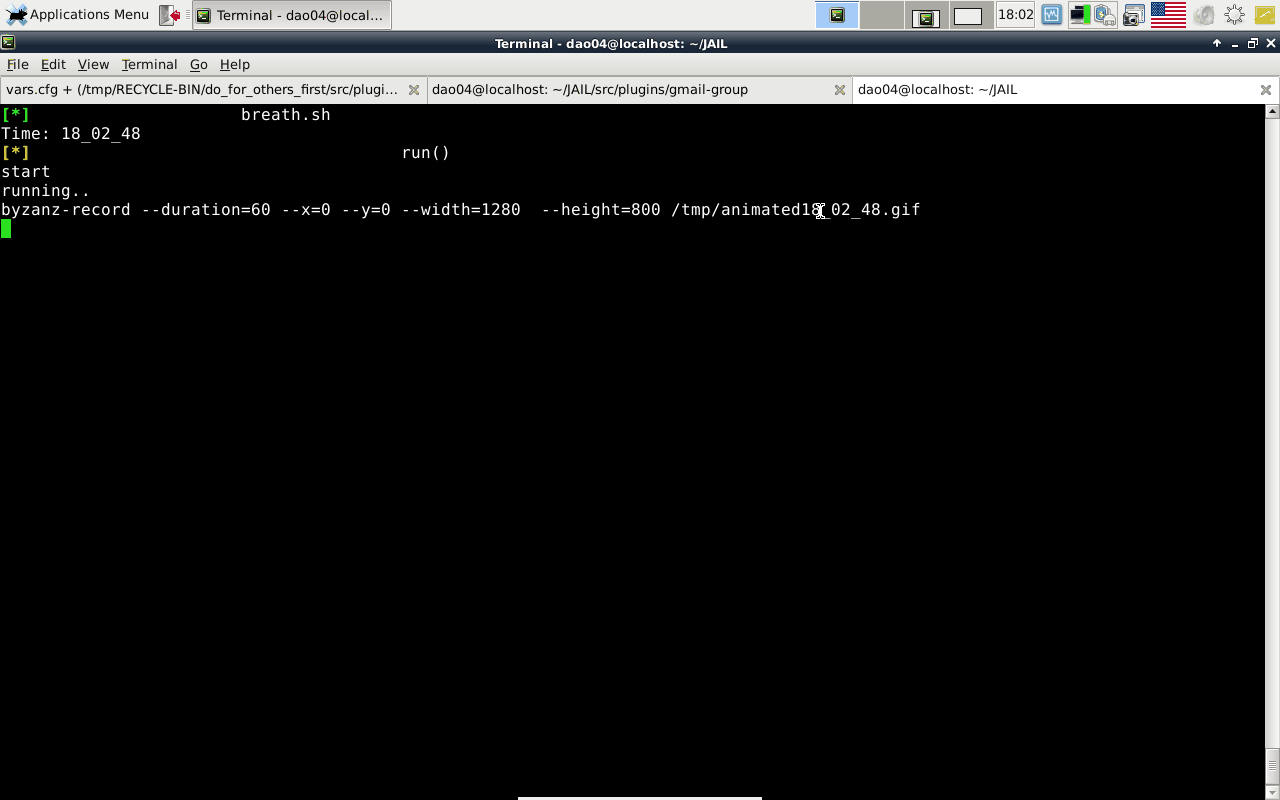 Applications Menu
Terminal - dao04@local...
18:02
Terminal - dao04@localhost: ~/JAIL
File Edit View Terminal Go Help
vars.cfg + (/tmp/RECYCLE-BIN/do_for_others_first/src/plugi...
dao04@localhost: ~/JAIL/src/plugins/gmail-group
dao04@localhost: ~/JAIL
[*] breath.sh
Time: 18_02_48
[*] run()
start
running..
byzanz-record --duration=60 --x=0 --y=0 --width=1280  --height=800 /tmp/animated18_02_48.gif